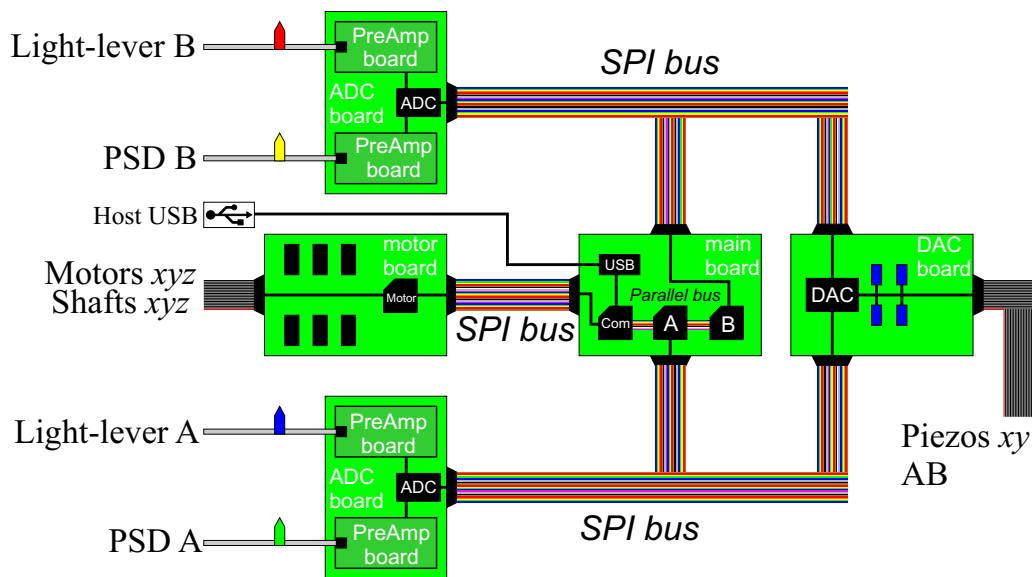 Light-lever B
PreAmp
board
SPI bus
ADC
board
ADC
PSD B
PreAmp
board
Host USB
motor
board
main
board
DAC
board
USB
Motors xyz
Shafts xyz
Motor
Parallel bus
Com
A
B
DAC
SPI bus
Light-lever A
PreAmp
board
Piezos xy
AB
ADC
board
ADC
PSD A
PreAmp
board
SPI bus